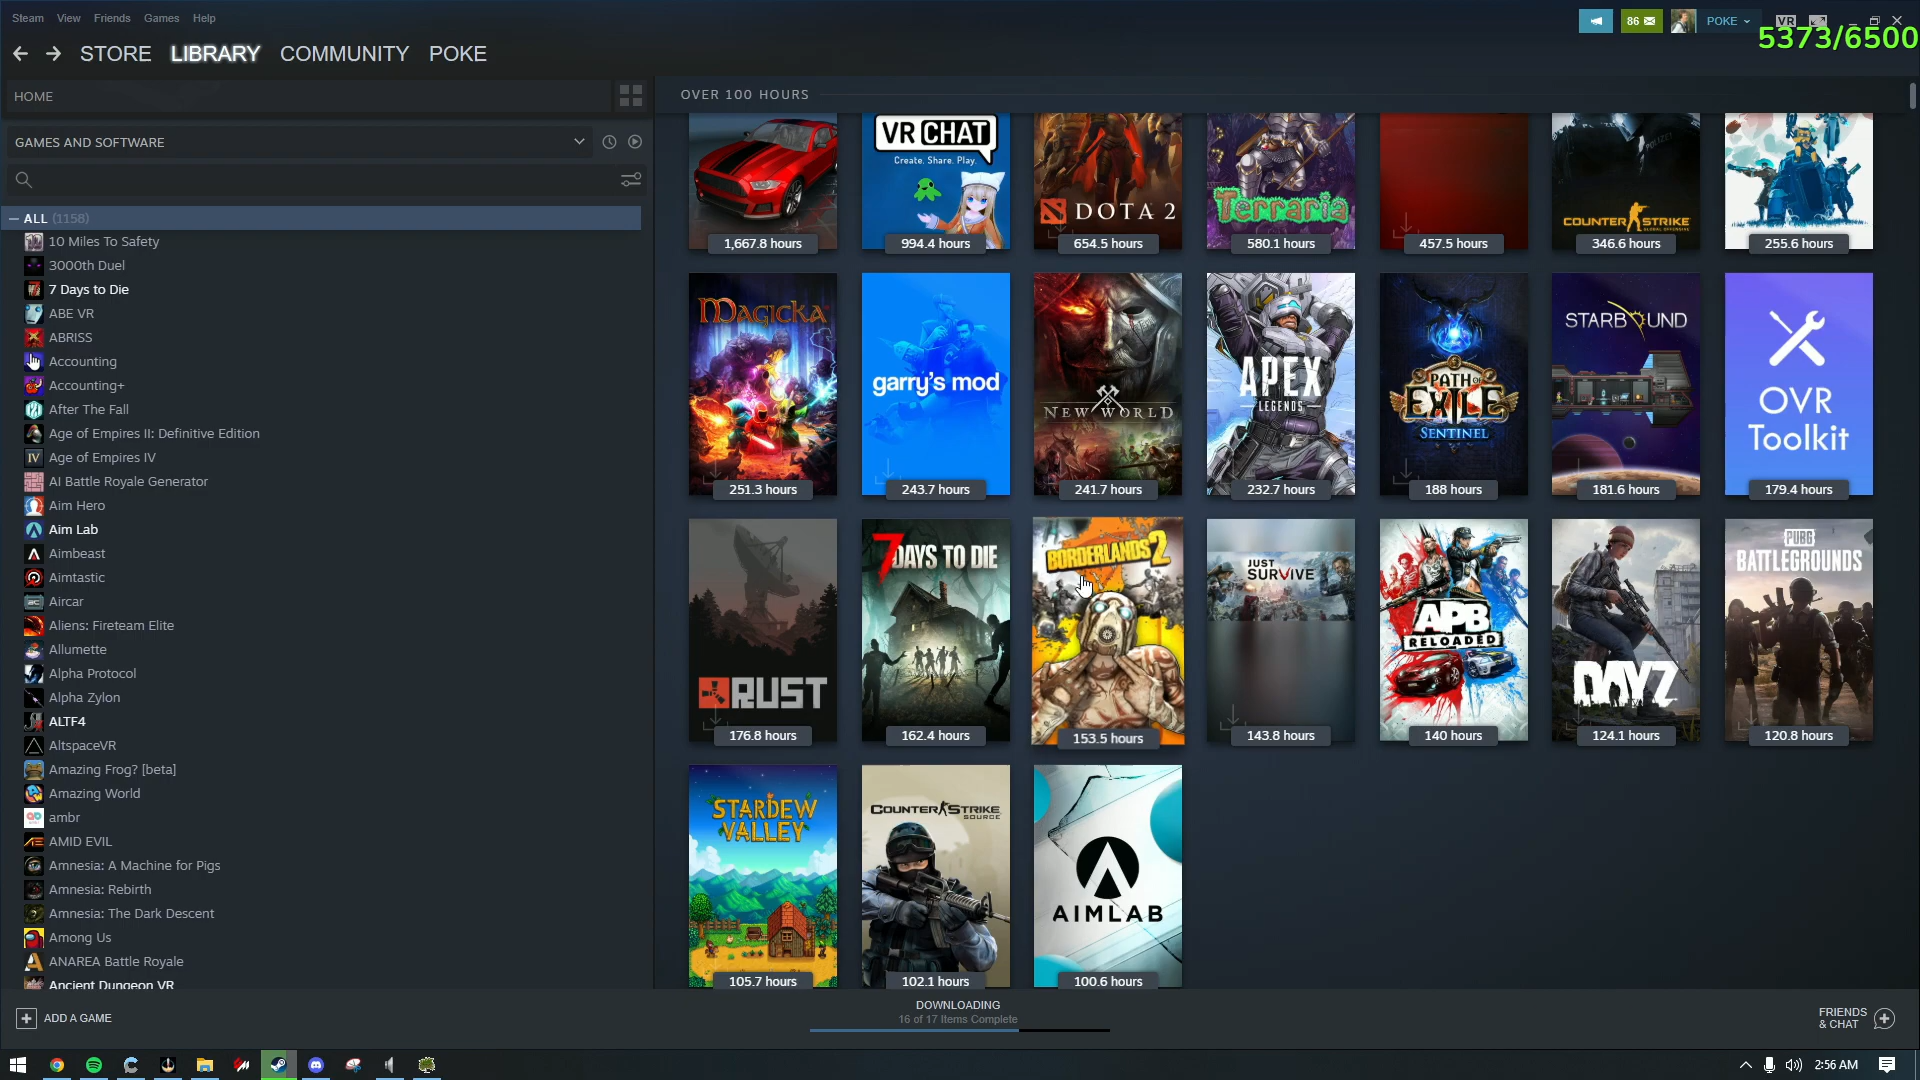 Steam View Friends Games Help
86 POKE VR
5373/6500
STORE LIBRARY COMMUNITY POKE
HOME
OVER 100 HOURS
GAMES AND SOFTWARE
ALL (1158)
10 Miles To Safety
3000th Duel
7 Days to Die
ABE VR
ABRISS
Accounting
Accounting+
After The Fall
Age of Empires II: Definitive Edition
IV Age of Empires IV
AI Battle Royale Generator
Aim Hero
Aim Lab
Aimbeast
Aimtastic
Aircar
Aliens: Fireteam Elite
Allumette
Alpha Protocol
Alpha Zylon
ALTF4
AltspaceVR
Amazing Frog? [beta]
Amazing World
ambr
AMID EVIL
Amnesia: A Machine for Pigs
Amnesia: Rebirth
Amnesia: The Dark Descent
Among Us
ANAREA Battle Royale
Ancient Dungeon VR
VRCHAT
Create. Share. Play.
DOTA 2
Terraria
POLIZEI
COUNTER STRIKE
GLOBAL OFFENSIVE
1,667.8 hours
994.4 hours
654.5 hours
580.1 hours
457.5 hours
346.6 hours
255.6 hours
MAGICKA
garry's mod
NEW WORLD
APEX
LEGENDS
PATH OF
EXILE
SENTINEL
STARBOUND
OVR
Toolkit
251.3 hours
243.7 hours
241.7 hours
232.7 hours
188 hours
181.6 hours
179.4 hours
RUST
7 DAYS TO DIE
BORDERLANDS 2
JUST
SURVIVE
APB
RELOADED
DAYZ
PUBG
BATTLEGROUNDS
176.8 hours
162.4 hours
153.5 hours
143.8 hours
140 hours
124.1 hours
120.8 hours
STARDEW
VALLEY
COUNTER STRIKE
SOURCE
AIMLAB
105.7 hours
102.1 hours
100.6 hours
ADD A GAME
DOWNLOADING
16 of 17 Items Complete
FRIENDS
& CHAT
2:56 AM